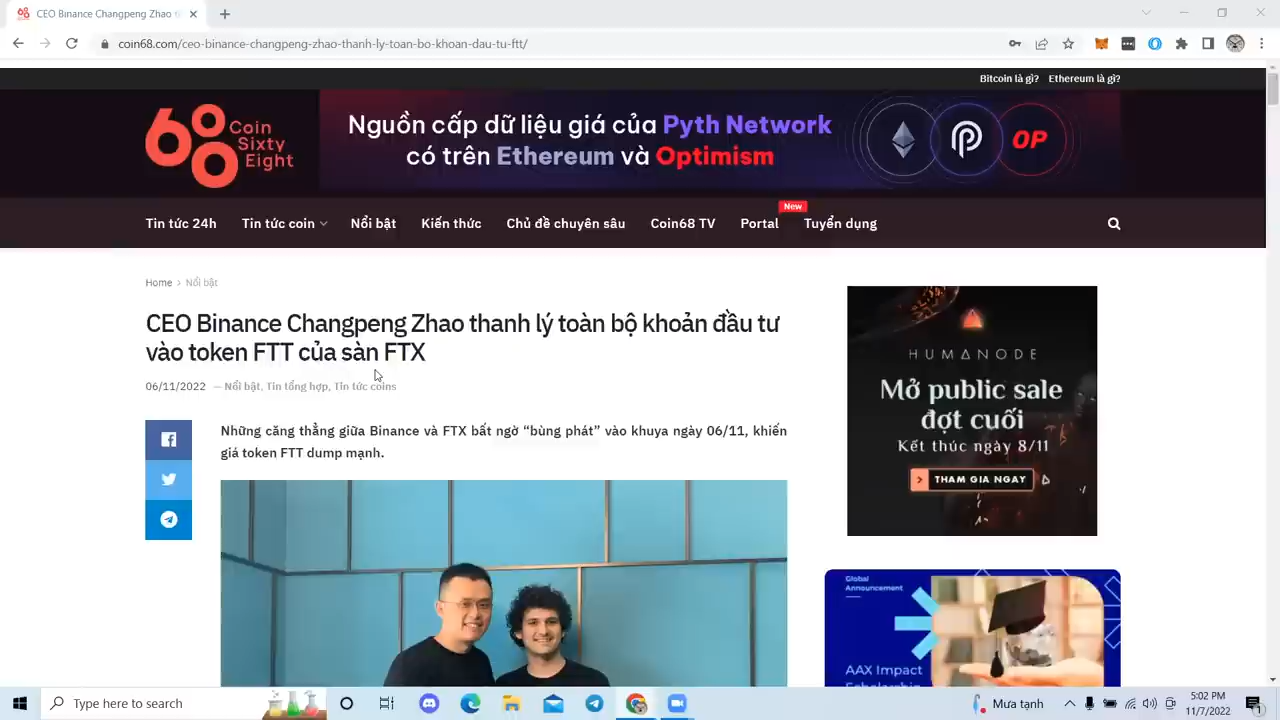 CEO Binance Changpeng Zhao t
coin68.com/ceo-binance-changpeng-zhao-thanh-ly-toan-bo-khoan-dau-tu-ftt/
Bitcoin là gì? Ethereum là gì?
68 Coin Sixty Eight
Nguồn cấp dữ liệu giá của Pyth Network
có trên Ethereum và Optimism
OP
New
Tin tức 24h Tin tức coin Nổi bật Kiến thức Chủ đề chuyên sâu Coin68 TV Portal Tuyển dụng
Home > Nổi bật
CEO Binance Changpeng Zhao thanh lý toàn bộ khoản đầu tư
vào token FTT của sàn FTX
06/11/2022 — Nổi bật, Tin tổng hợp, Tin tức coins
Những căng thẳng giữa Binance và FTX bất ngờ “bùng phát” vào khuya ngày 06/11, khiến
giá token FTT dump mạnh.
HUMANODE
Mở public sale
đợt cuối
Kết thúc ngày 8/11
THAM GIA NGAY
Global
Announcement
AAX Impact
Scholarship
Type here to search
Mưa tạnh
5:02 PM
11/7/2022
1